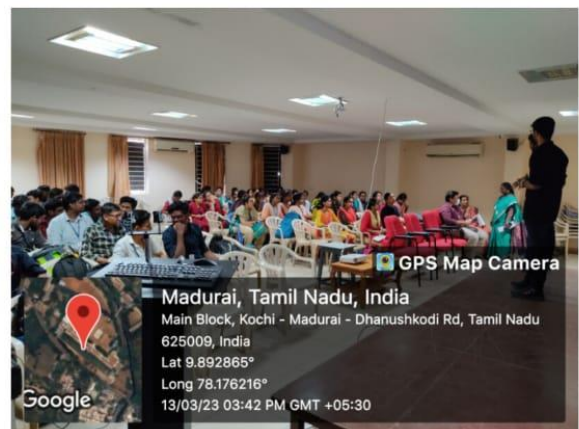 GPS Map Camera
Madurai, Tamil Nadu, India
Main Block, Kochi - Madurai - Dhanushkodi Rd, Tamil Nadu
625009, India
Lat 9.892865°
Long 78.176216°
13/03/23 03:42 PM GMT +05:30
Google